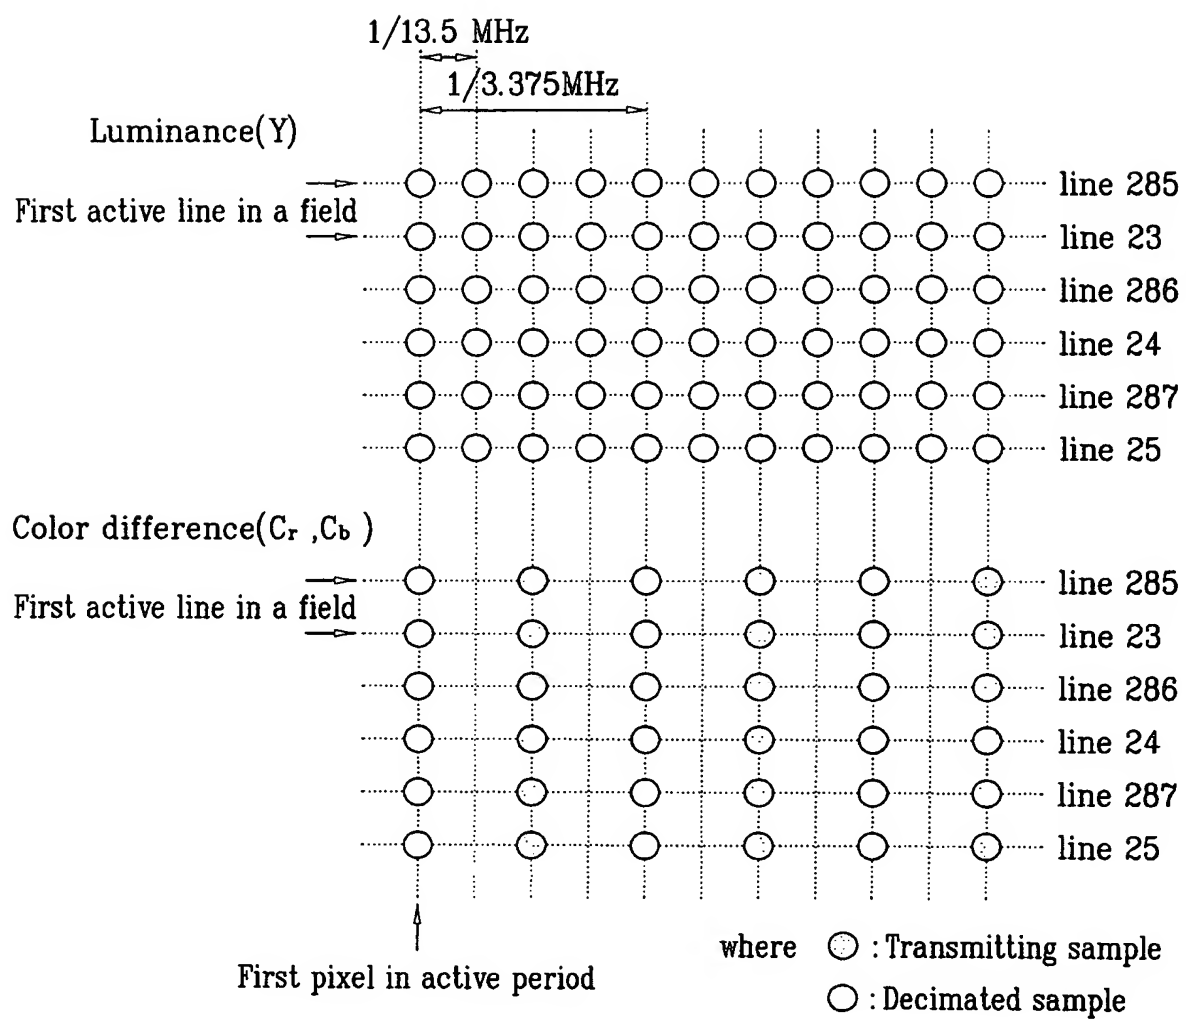 1/13.5 MHz
1/3.375MHz
Luminance(Y)
line 285
First active line in a field
line 23
line 286
line 24
line 287
line 25
Color difference(Cr ,Cb )
line 285
First active line in a field
line 23
line 286
line 24
line 287
line 25
First pixel in active period
where : Transmitting sample
: Decimated sample